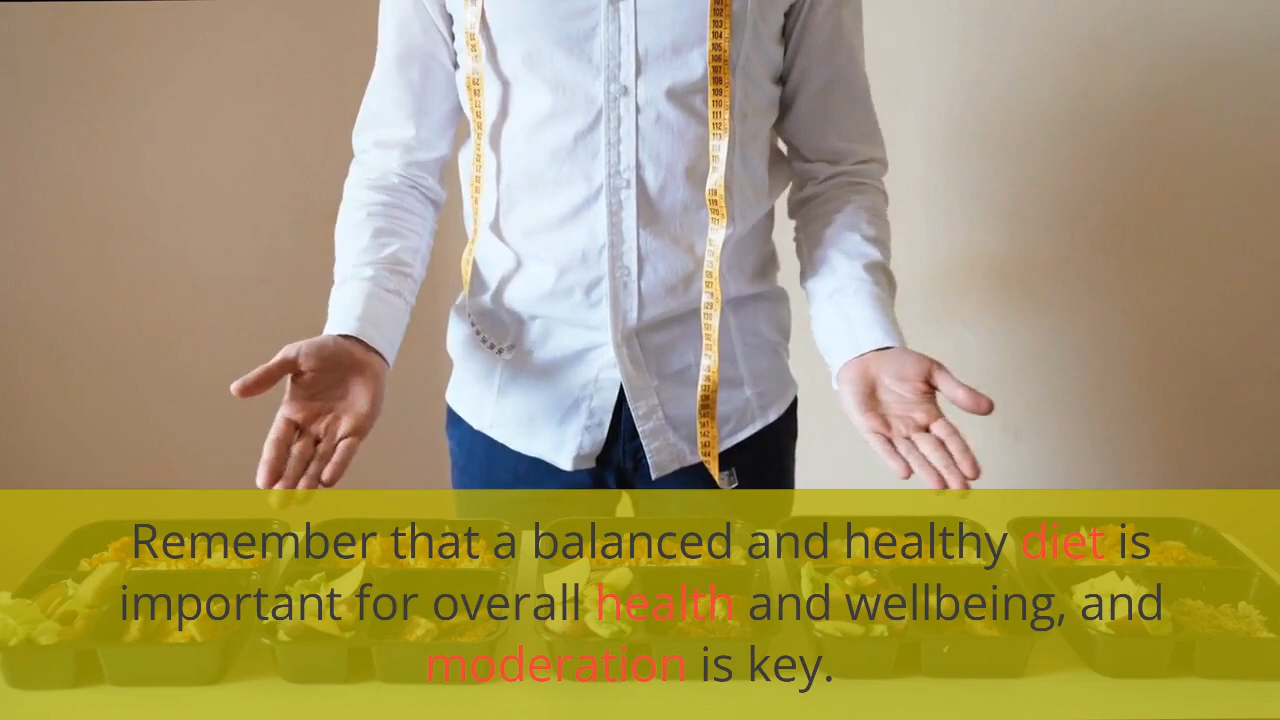 Remember that a balanced and healthy diet is
important for overall health and wellbeing, and
moderation is key.